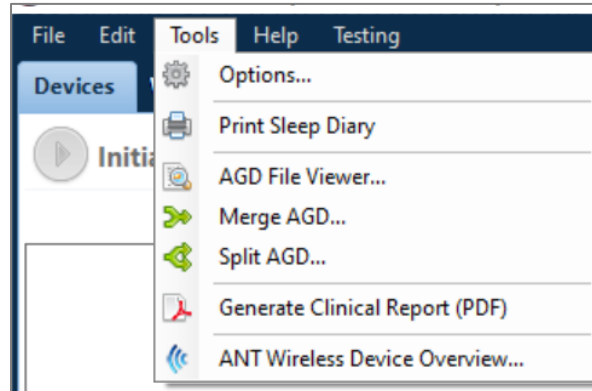 File Edit Tools Help Testing
Devices
Options...
Print Sleep Diary
Initia
AGD File Viewer...
Merge AGD...
Split AGD...
Generate Clinical Report (PDF)
ANT Wireless Device Overview...